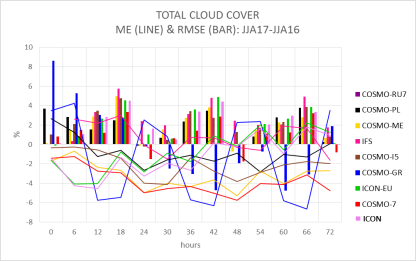 TOTAL CLOUD COVER
ME (LINE) & RMSE (BAR): JJA17-JJA16
10
8
6
4
2
0
-2
-4
-6
-8
%
0 6 12 18 24 30 36 42 48 54 60 66 72
hours
COSMO-RU7
COSMO-PL
COSMO-ME
IFS
COSMO-I5
COSMO-GR
ICON-EU
COSMO-7
ICON